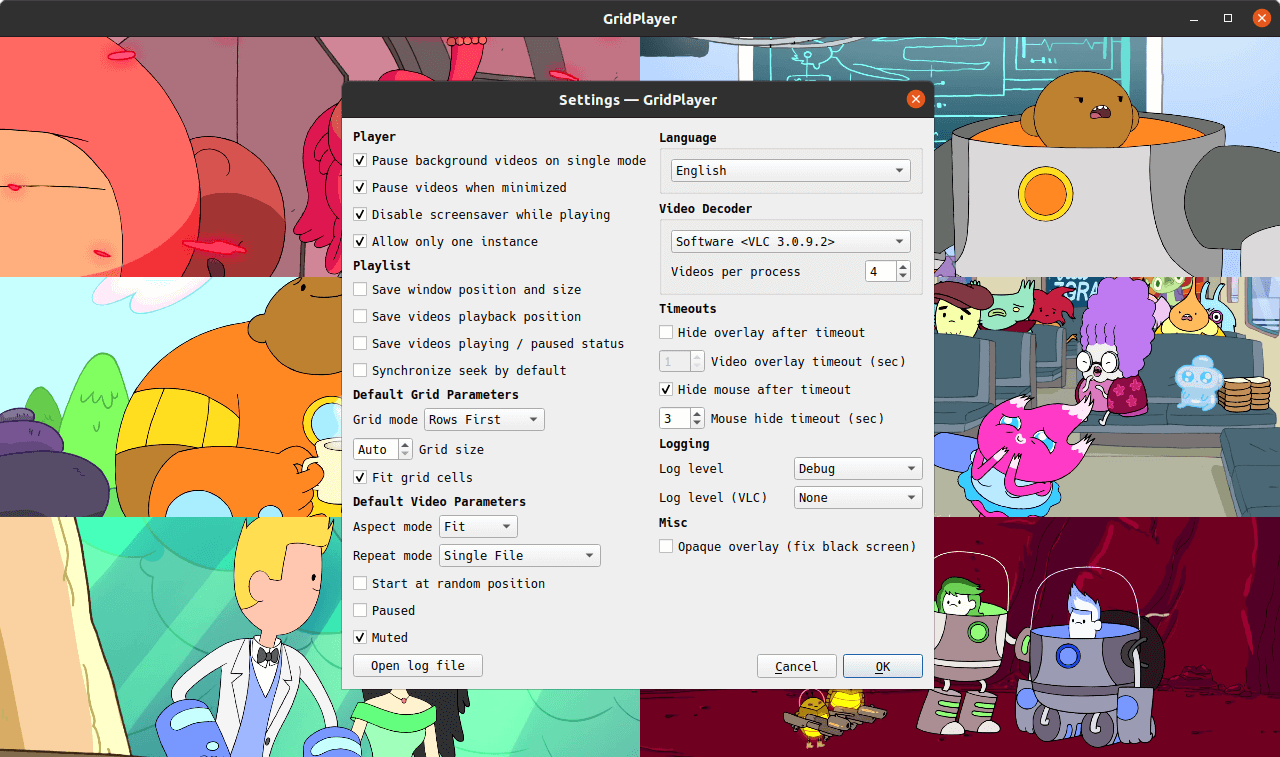 GridPlayer
Settings — GridPlayer
Player
Pause background videos on single mode
Pause videos when minimized
Disable screensaver while playing
Allow only one instance
Playlist
Save window position and size
Save videos playback position
Save videos playing / paused status
Synchronize seek by default
Default Grid Parameters
Grid mode Rows First
Auto Grid size
Fit grid cells
Default Video Parameters
Aspect mode Fit
Repeat mode Single File
Start at random position
Paused
Muted
Open log file
Language
English
Video Decoder
Software <VLC 3.0.9.2>
Videos per process 4
Timeouts
Hide overlay after timeout
1 Video overlay timeout (sec)
Hide mouse after timeout
3 Mouse hide timeout (sec)
Logging
Log level Debug
Log level (VLC) None
Misc
Opaque overlay (fix black screen)
Cancel OK